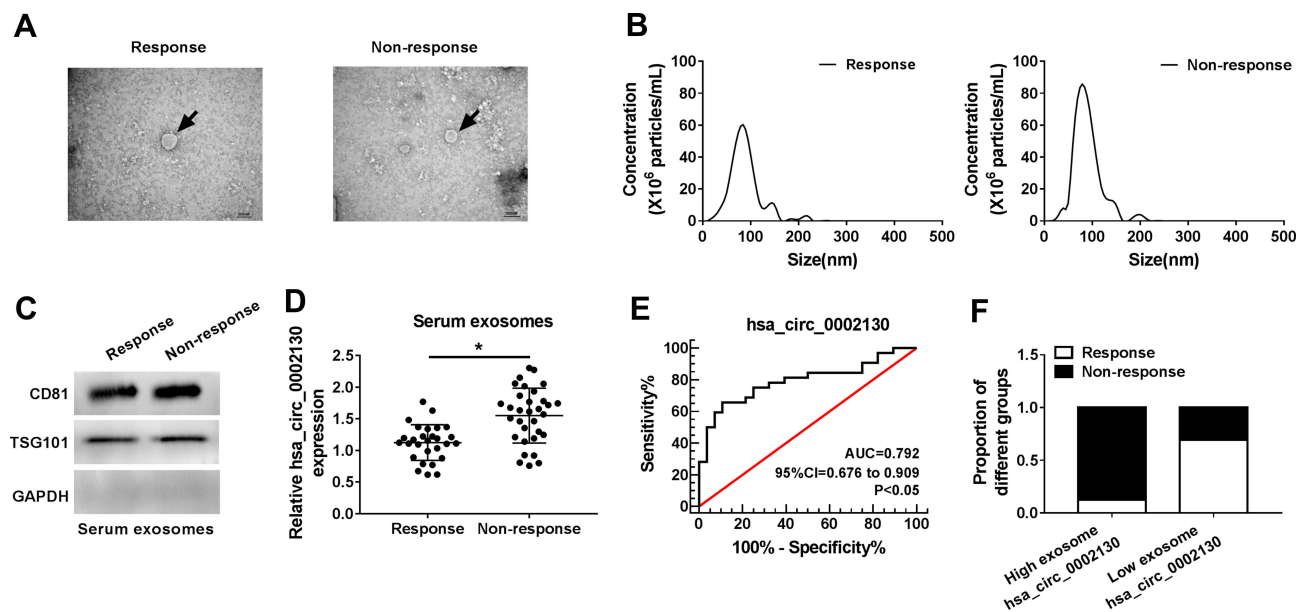 A
Response
Non-response
B
Concentration
(X10⁶ particles/mL)
100
80
60
40
20
0
0
100
200
300
400
500
Size(nm)
Response
Concentration
(X10⁶ particles/mL)
100
80
60
40
20
0
0
100
200
300
400
500
Size(nm)
Non-response
C
Response
Non-response
CD81
TSG101
GAPDH
Serum exosomes
D
Serum exosomes
Relative hsa_circ_0002130
expression
2.5
2.0
1.5
1.0
0.5
0.0
*
Response
Non-response
E
hsa_circ_0002130
Sensitivity%
100
80
60
40
20
0
AUC=0.792
95%CI=0.676 to 0.909
P<0.05
0
20
40
60
80
100
100% - Specificity%
F
Response
Non-response
Proportion of
different groups
1.5
1.0
0.5
0.0
High exosome
hsa_circ_0002130
Low exosome
hsa_circ_0002130